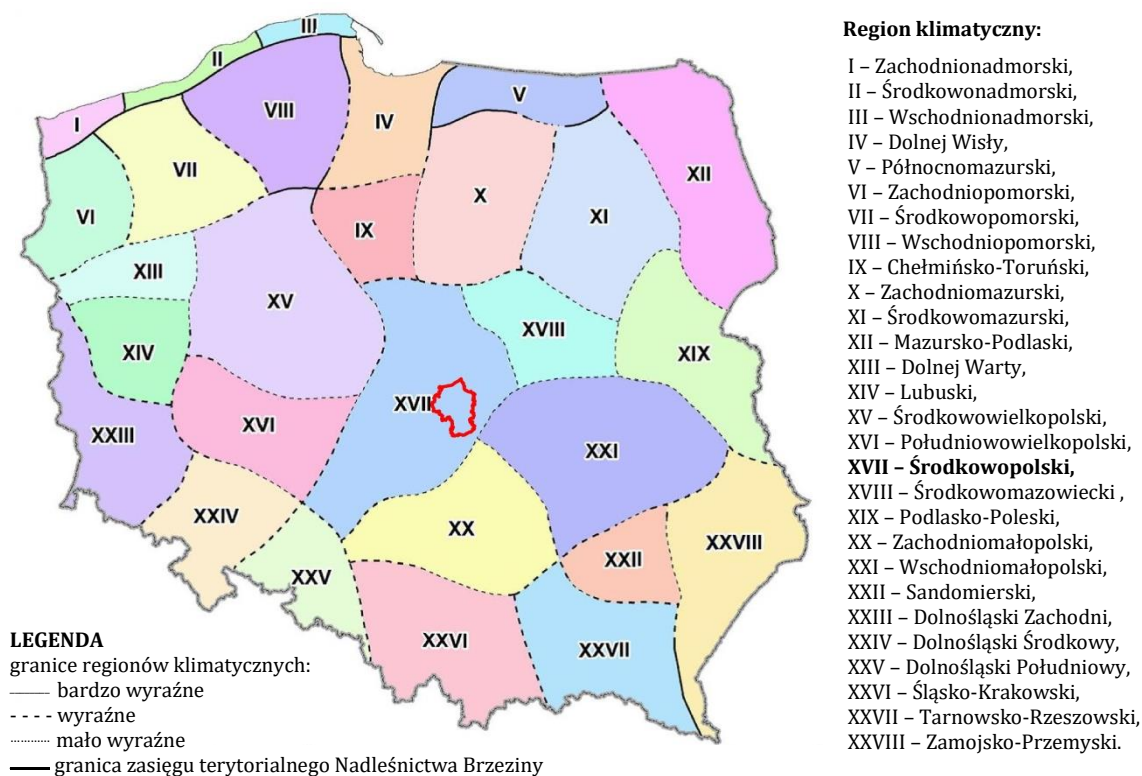 III
II
I
VIII
IV
V
VII
XII
VI
IX
X
XI
XIII
XV
XVIII
XIV
XIX
XVI
XVII
XXIII
XXI
XXIV
XX
XXII
XXVIII
XXV
XXVI
XXVII
LEGENDA
granice regionów klimatycznych:
bardzo wyraźne
wyraźne
mało wyraźne
granica zasięgu terytorialnego Nadleśnictwa Brzeziny
Region klimatyczny:
I – Zachodnionadmorski,
II – Środkowonadmorski,
III – Wschodnionadmorski,
IV – Dolnej Wisły,
V – Północnomazurski,
VI – Zachodniopomorski,
VII – Środkowopomorski,
VIII – Wschodniopomorski,
IX – Chełmińsko-Toruński,
X – Zachodniomazurski,
XI – Środkowomazurski,
XII – Mazursko-Podlaski,
XIII – Dolnej Warty,
XIV – Lubuski,
XV – Środkowowielkopolski,
XVI – Południowowielkopolski,
XVII – Środkowopolski,
XVIII – Środkowomazowiecki ,
XIX – Podlasko-Poleski,
XX – Zachodniomałopolski,
XXI – Wschodniomałopolski,
XXII – Sandomierski,
XXIII – Dolnośląski Zachodni,
XXIV – Dolnośląski Środkowy,
XXV – Dolnośląski Południowy,
XXVI – Śląsko-Krakowski,
XXVII – Tarnowsko-Rzeszowski,
XXVIII – Zamojsko-Przemyski.